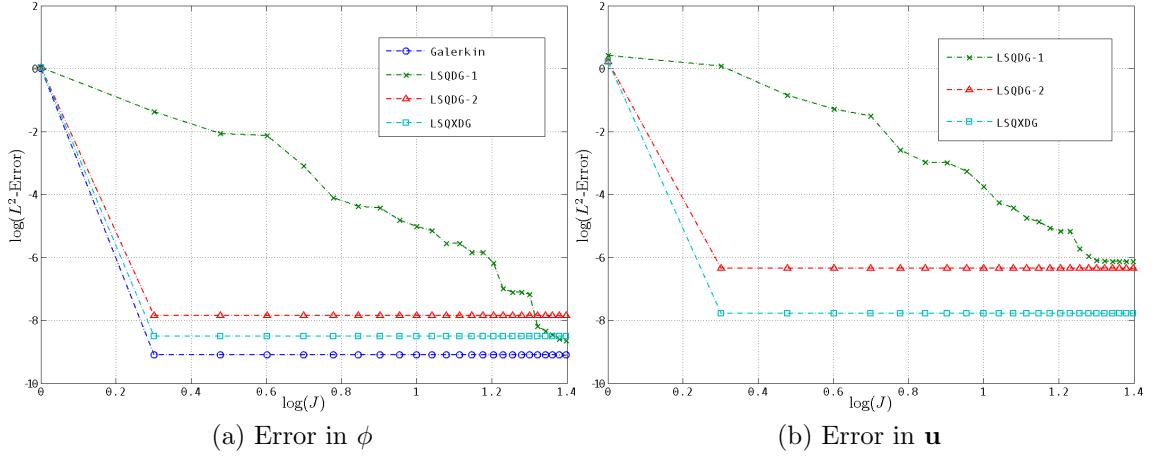 2
0
-2
-4
-6
-8
-10
log(L²-Error)
Galerkin
LSQDG-1
LSQDG-2
LSQXDG
0 0.2 0.4 0.6 0.8 1 1.2 1.4
log(J)
(a) Error in ϕ
2
0
-2
-4
-6
-8
-10
log(L²-Error)
LSQDG-1
LSQDG-2
LSQXDG
0 0.2 0.4 0.6 0.8 1 1.2 1.4
log(J)
(b) Error in u